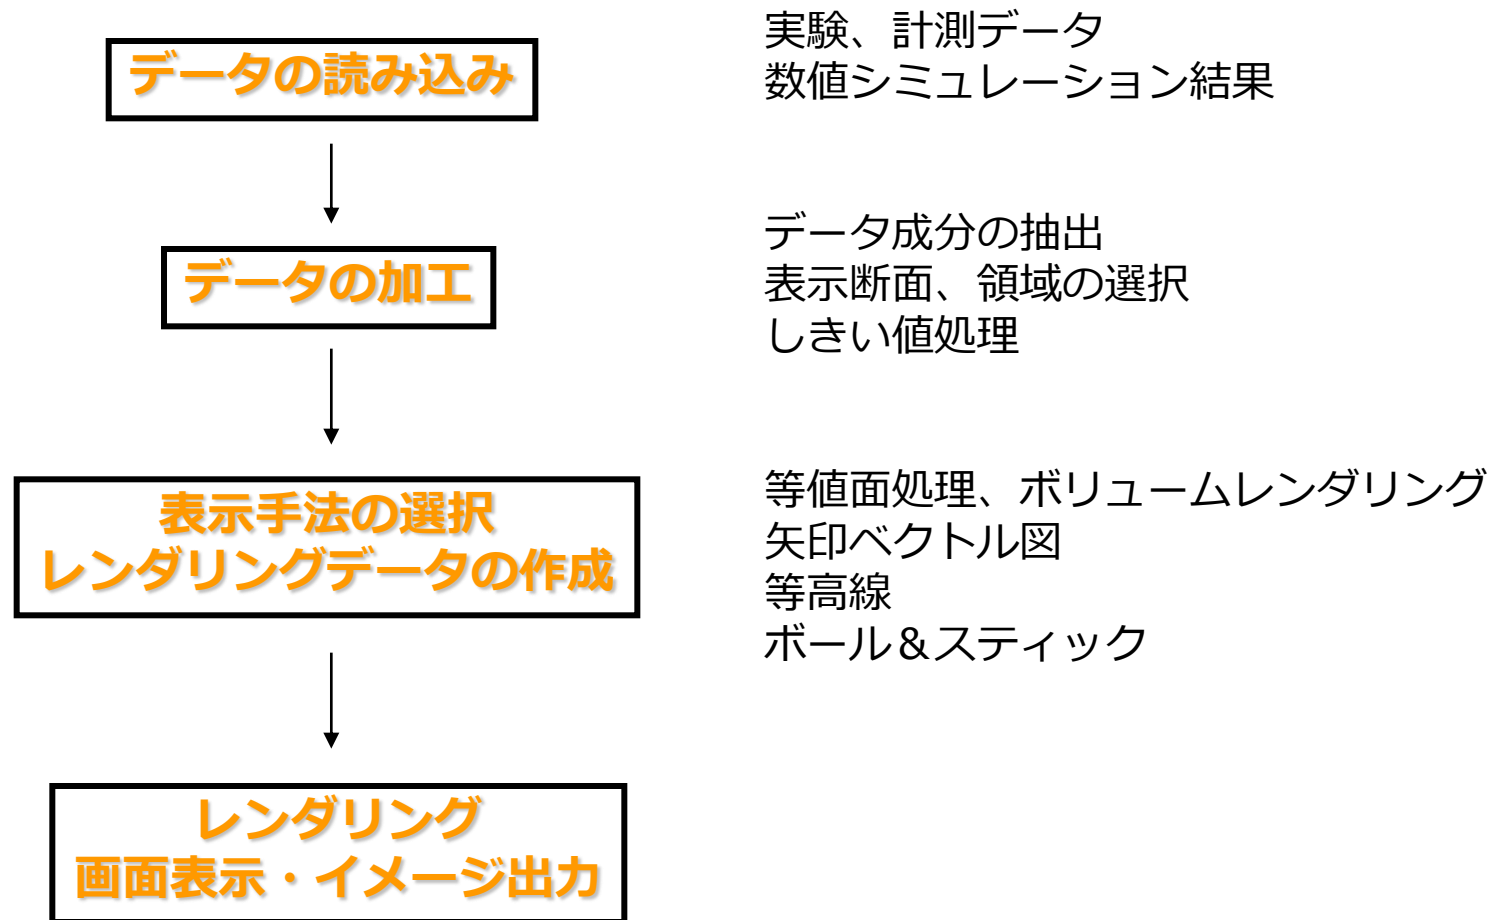 データの読み込み
実験、計測データ
数値シミュレーション結果
データの加工
データ成分の抽出
表示断面、領域の選択
しきい値処理
表示手法の選択
レンダリングデータの作成
等値面処理、ボリュームレンダリング
矢印ベクトル図
等高線
ボール＆スティック
レンダリング
画面表示・イメージ出力